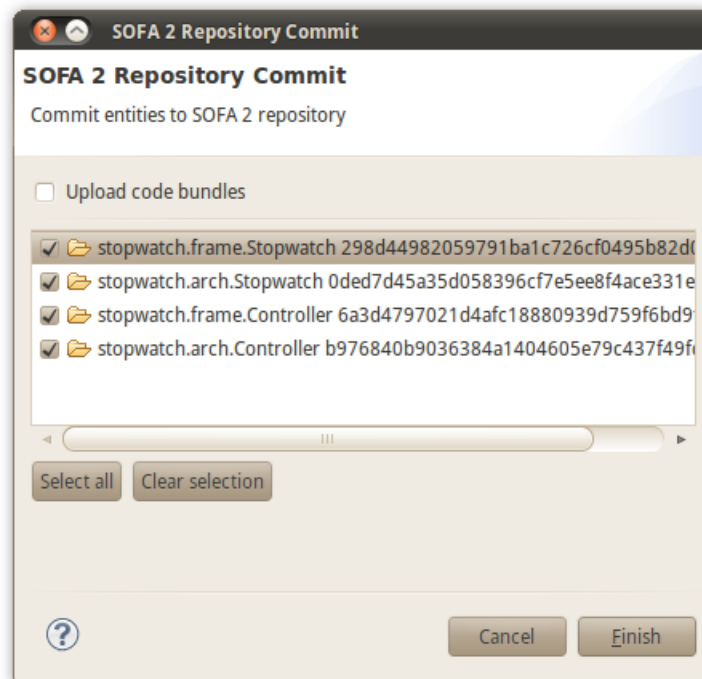 SOFA 2 Repository Commit
SOFA 2 Repository Commit
Commit entities to SOFA 2 repository
Upload code bundles
stopwatch.frame.Stopwatch 298d44982059791ba1c726cf0495b82d0
stopwatch.arch.Stopwatch 0ded7d45a35d058396cf7e5ee8f4ace331e
stopwatch.frame.Controller 6a3d4797021d4afc18880939d759f6bd9
stopwatch.arch.Controller b976840b9036384a1404605e79c437f49f
Select all Clear selection
? Cancel Finish